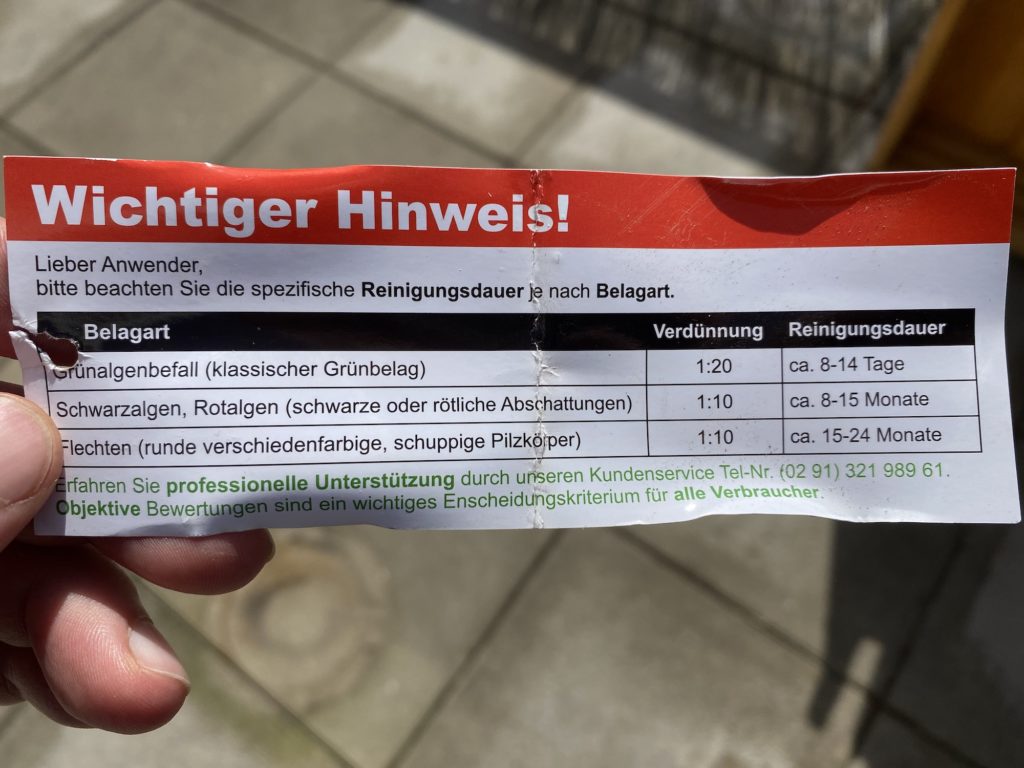 Wichtiger Hinweis!
Lieber Anwender,
bitte beachten Sie die spezifische Reinigungsdauer je nach Belagart.
Belagart Verdünnung Reinigungsdauer
Grünalgenbefall (klassischer Grünbelag) 1:20 ca. 8-14 Tage
Schwarzalgen, Rotalgen (schwarze oder rötliche Abschattungen) 1:10 ca. 8-15 Monate
Flechten (runde verschiedenfarbige, schuppige Pilzkörper) 1:10 ca. 15-24 Monate
Erfahren Sie professionelle Unterstützung durch unseren Kundenservice Tel-Nr. (02 91) 321 989 61.
Objektive Bewertungen sind ein wichtiges Enscheidungskriterium für alle Verbraucher.